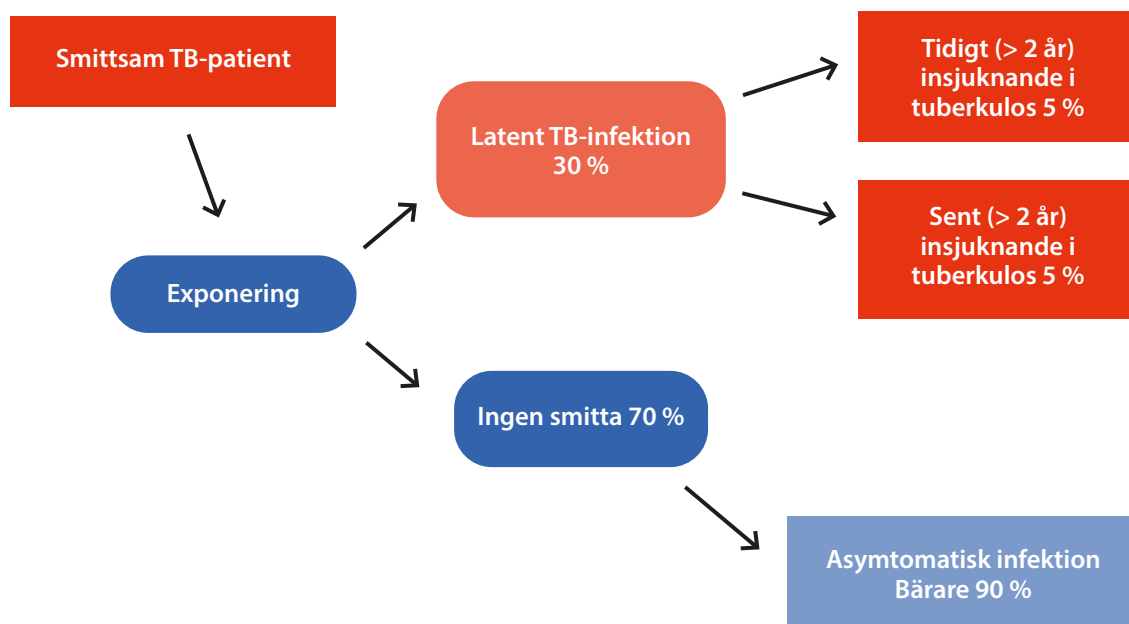 Smittsam TB-patient
Exponering
Latent TB-infektion
30 %
Tidigt (> 2 år)
insjuknande i
tuberkulos 5 %
Sent (> 2 år)
insjuknande i
tuberkulos 5 %
Ingen smitta 70 %
Asymtomatisk infektion
Bärare 90 %